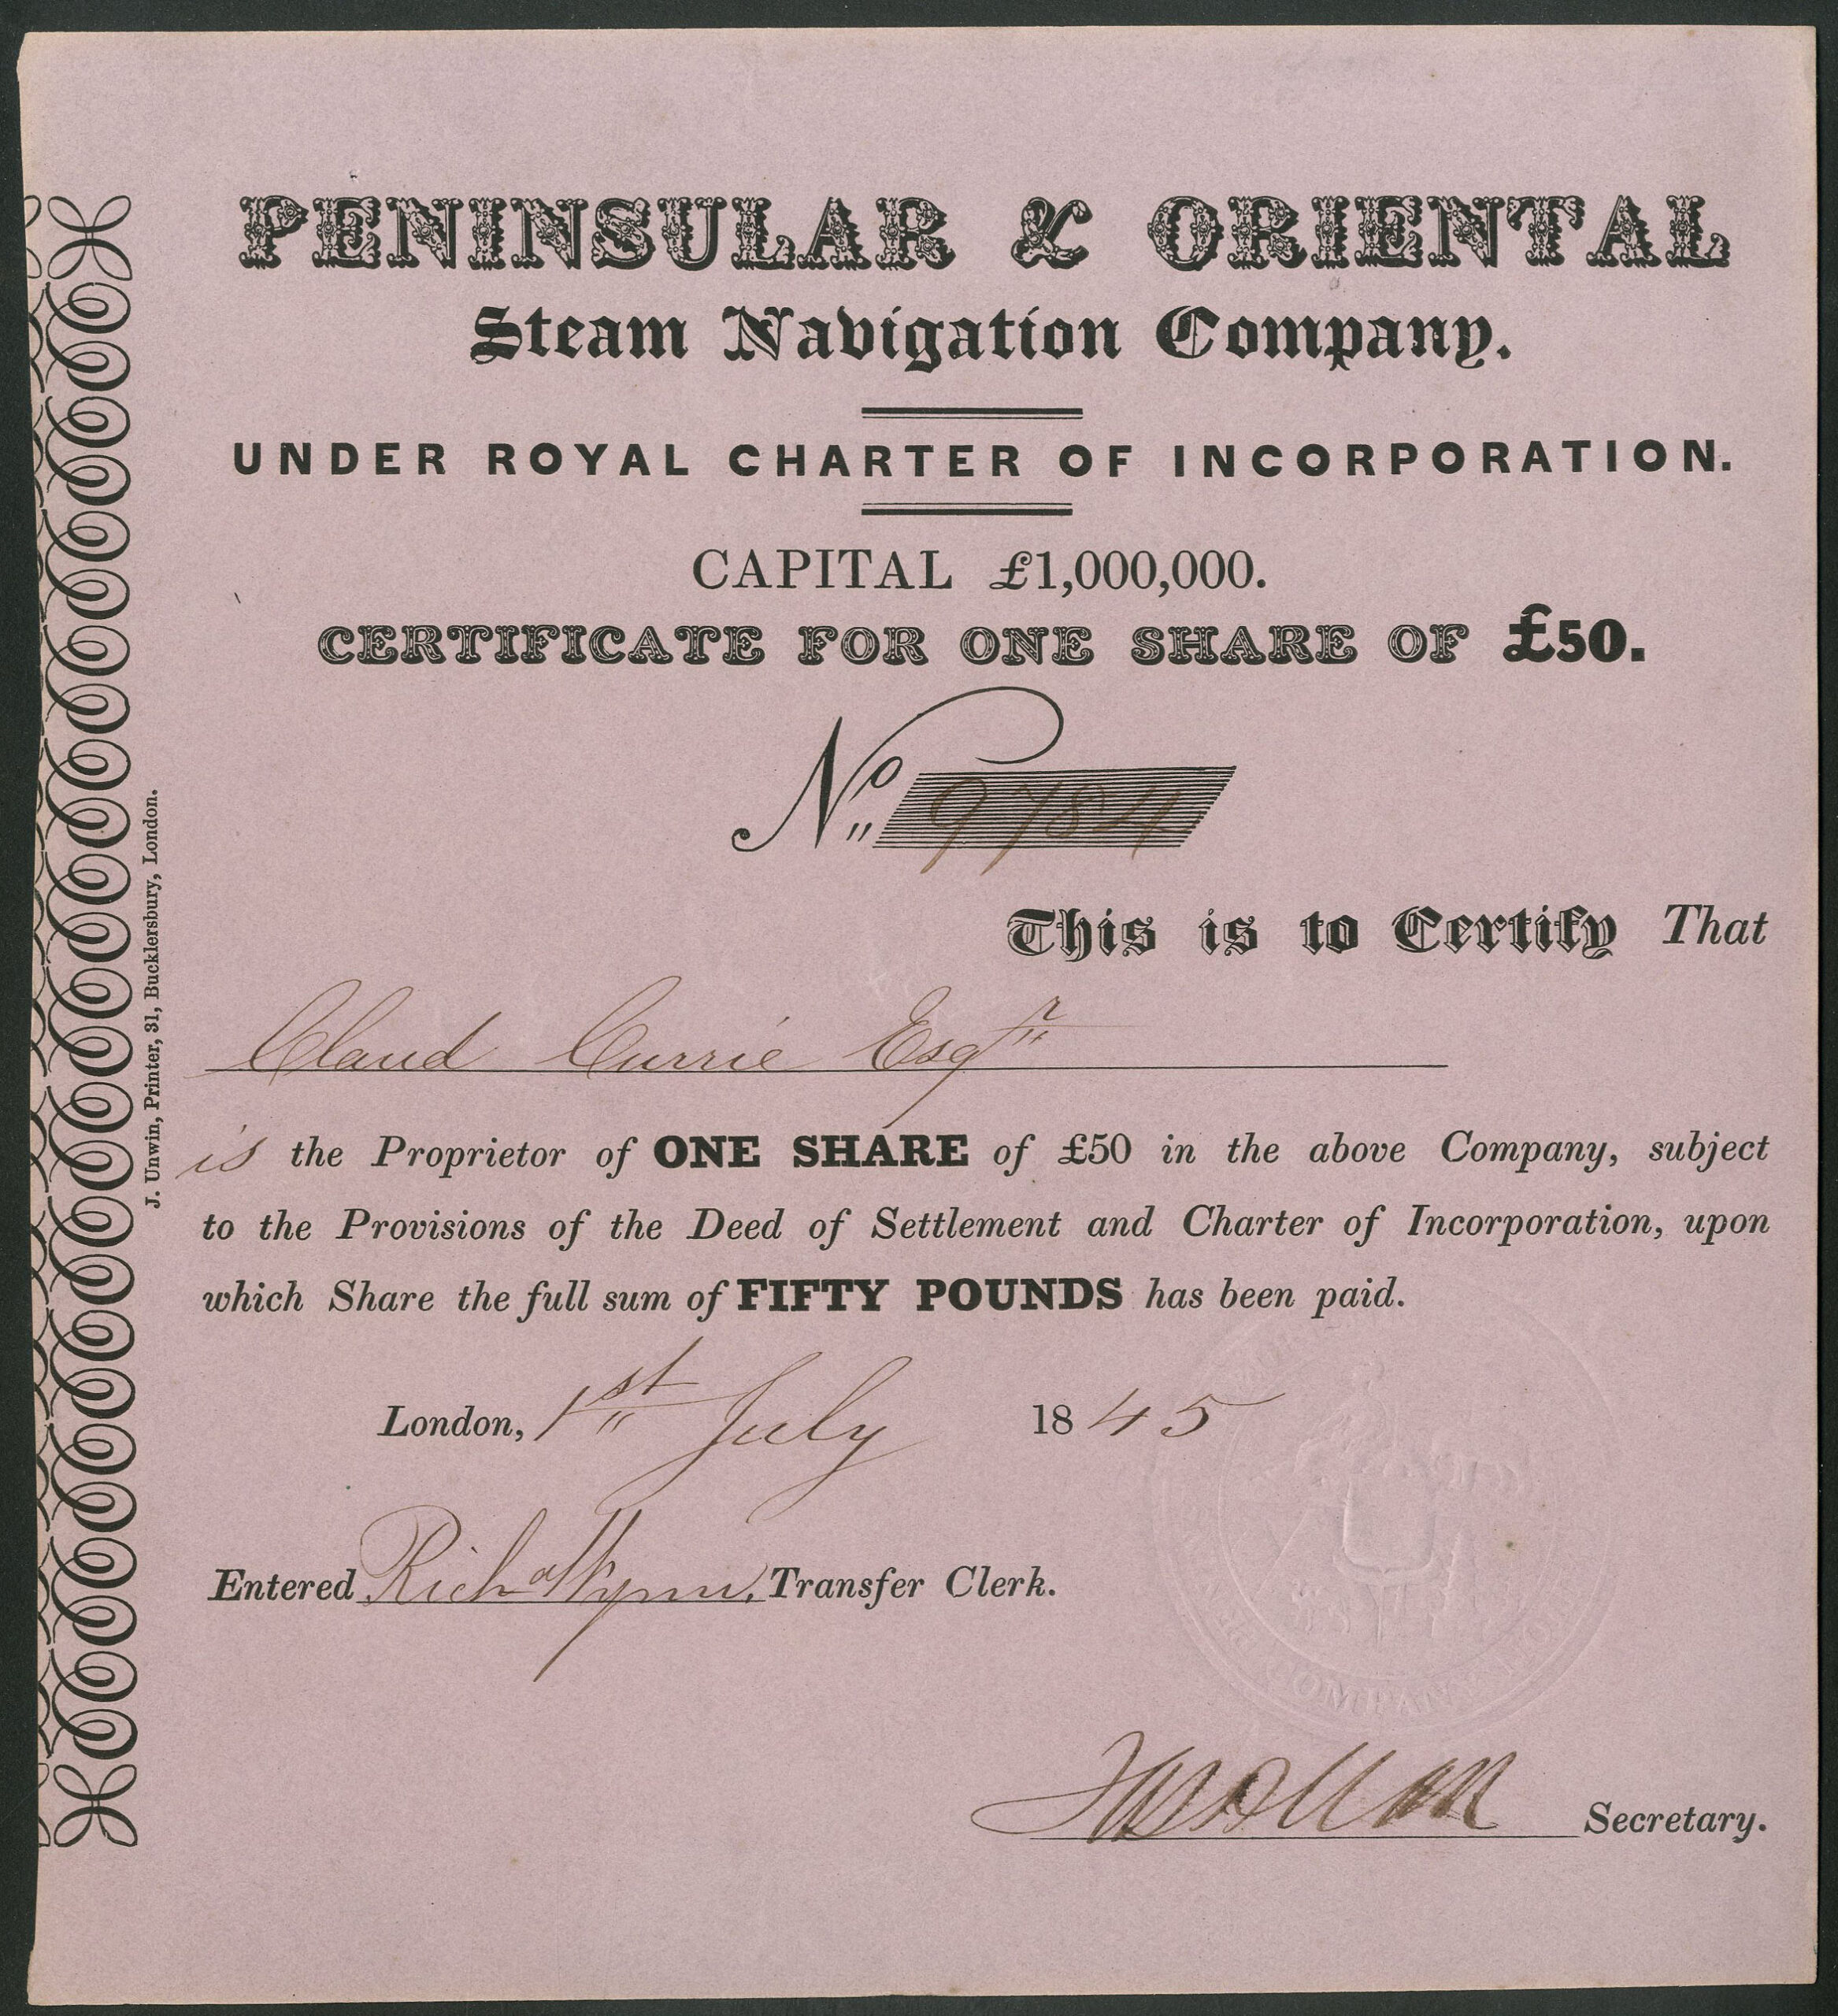 PENINSULAR & ORIENTAL
Steam Navigation Company.
UNDER ROYAL CHARTER OF INCORPORATION.
CAPITAL £1,000,000.
CERTIFICATE FOR ONE SHARE OF £50.
No 9784
This is to Certify That
Claud Currie Esqr
is the Proprietor of ONE SHARE of £50 in the above Company, subject
to the Provisions of the Deed of Settlement and Charter of Incorporation, upon
which Share the full sum of FIFTY POUNDS has been paid.
London, 1st July 1845
Entered Richd Wynn. Transfer Clerk.
Secretary.
J. Unwin, Printer, 31, Bucklersbury, London.
COMPANY